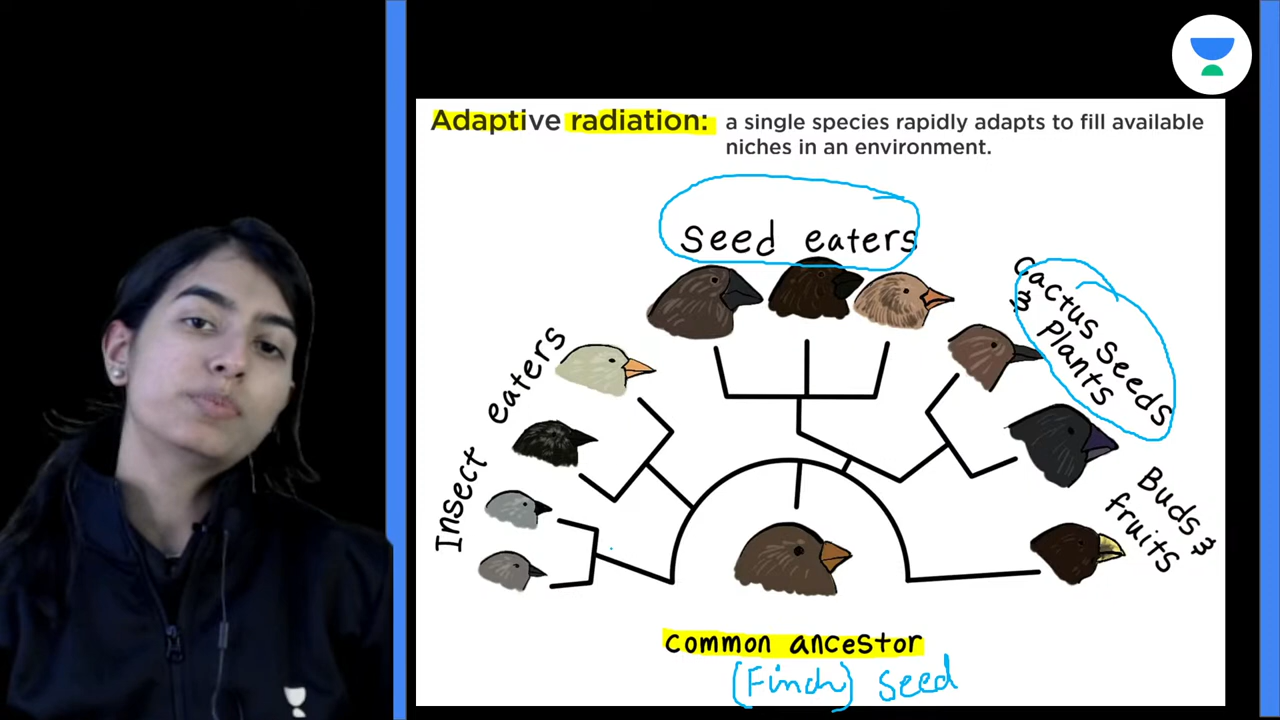 Adaptive radiation: a single species rapidly adapts to fill available
niches in an environment.
Seed eaters
Cactus Seeds
& Plants
Insect eaters
Buds &
fruits
common ancestor
(Finch) seed